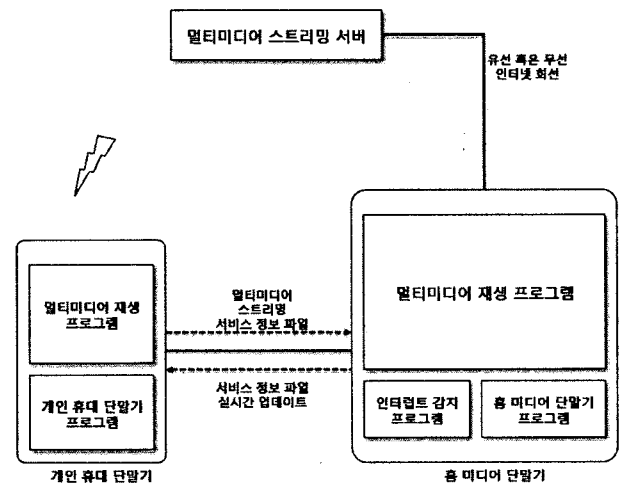 멀티미디어 스트리밍 서버
유선 혹은 무선
인터넷 회선
멀티미디어 재생
프로그램
개인 휴대 단말기
프로그램
개인 휴대 단말기
멀티미디어
스트리밍
서비스 정보 파일
서비스 정보 파일
실시간 업데이트
멀티미디어 재생 프로그램
인터럽트 감지
프로그램
홈 미디어 단말기
프로그램
홈 미디어 단말기